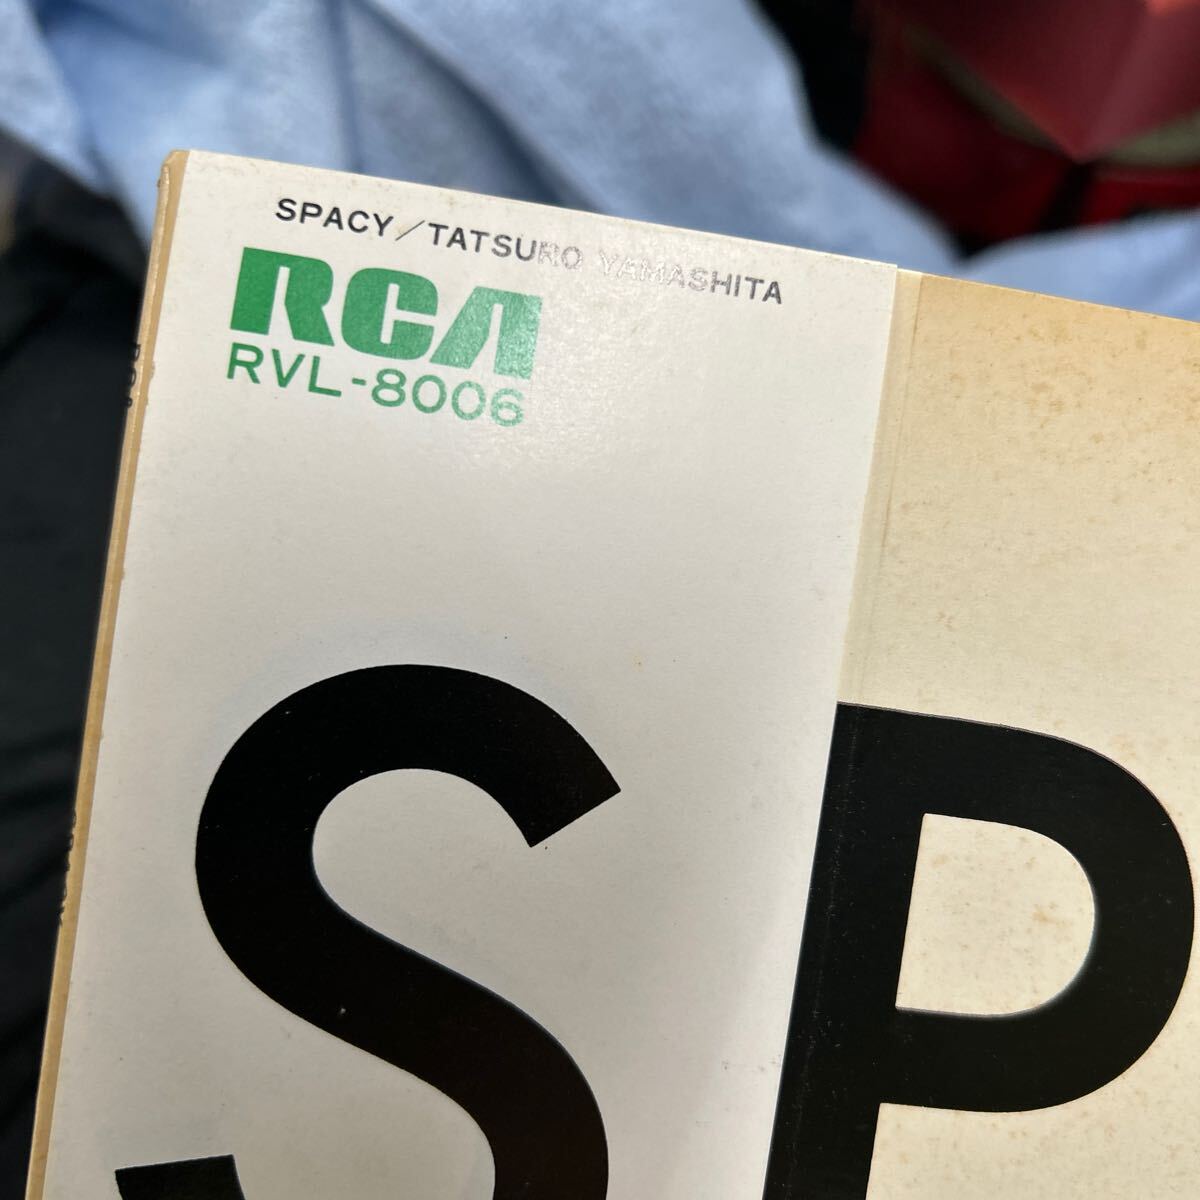 SPACY/TATSURO YAMASHITA
RCA
RVL-8006
SP